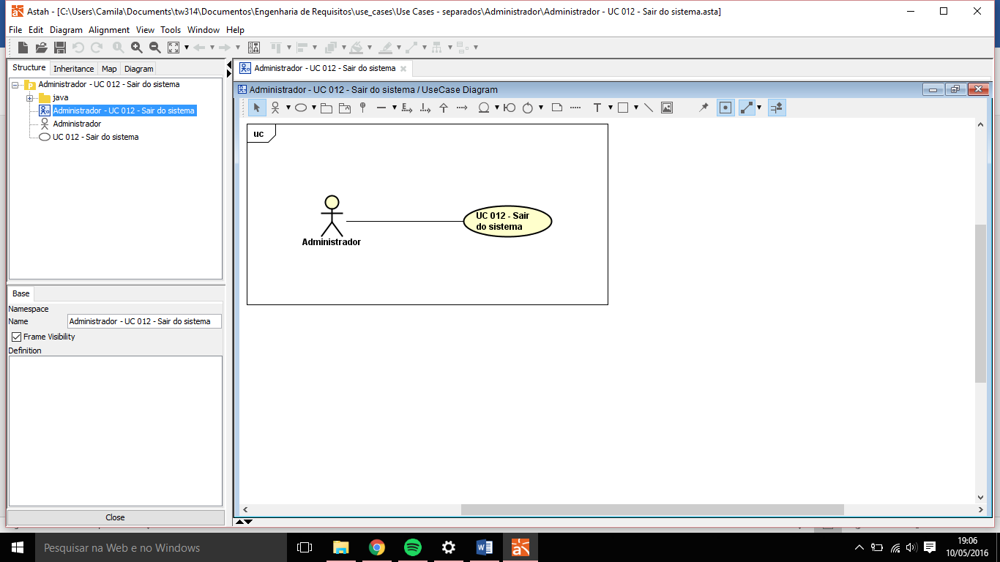 Astah - [C:\Users\Camila\Documents\tw314\Documentos\Engenharia de Requisitos\use_cases\Use Cases - separados\Administrador\Administrador - UC 012 - Sair do sistema.asta]
File Edit Diagram Alignment View Tools Window Help
Structure Inheritance Map Diagram
Administrador - UC 012 - Sair do sistema
java
Administrador - UC 012 - Sair do sistema
Administrador
UC 012 - Sair do sistema
Base
Namespace
Name Administrador - UC 012 - Sair do sistema
Frame Visibility
Definition
Close
Administrador - UC 012 - Sair do sistema
Administrador - UC 012 - Sair do sistema / UseCase Diagram
uc
Administrador
UC 012 - Sair
do sistema
Pesquisar na Web e no Windows
19:06
10/05/2016